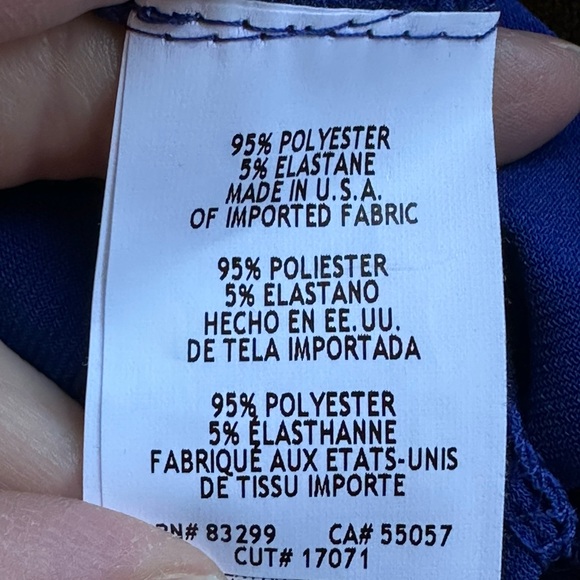 95% POLYESTER
5% ELASTANE
MADE IN U.S.A.
OF IMPORTED FABRIC
95% POLIESTER
5% ELASTANO
HECHO EN EE.UU.
DE TELA IMPORTADA
95% POLYESTER
5% ÉLASTHANNE
FABRIQUÉ AUX ETATS-UNIS
DE TISSU IMPORTE
83299 CA# 55057
CUT# 17071